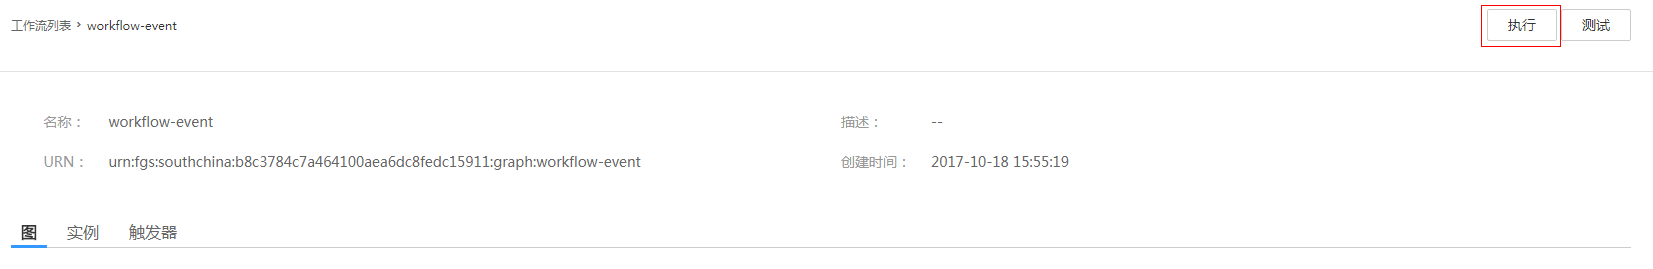 工作流列表 > workflow-event 执行 测试
名称： workflow-event 描述： --
URN： urn:fgs:southchina:b8c3784c7a464100aea6dc8fedc15911:graph:workflow-event 创建时间： 2017-10-18 15:55:19
图 实例 触发器